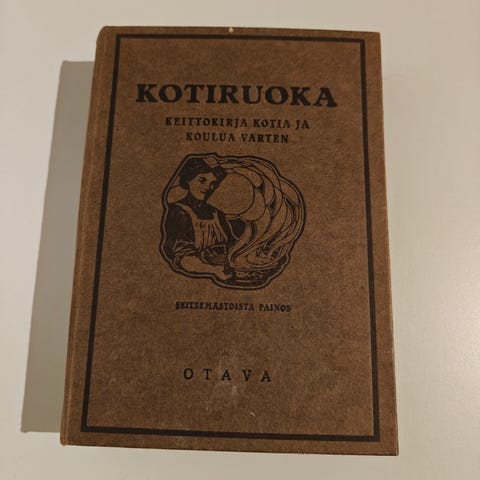 KOTIRUOKA
KEITTOKIRJA KOTIA JA
KOULUA VARTEN
SEITSEMÄSTOISTA PAINOS
OTAVA